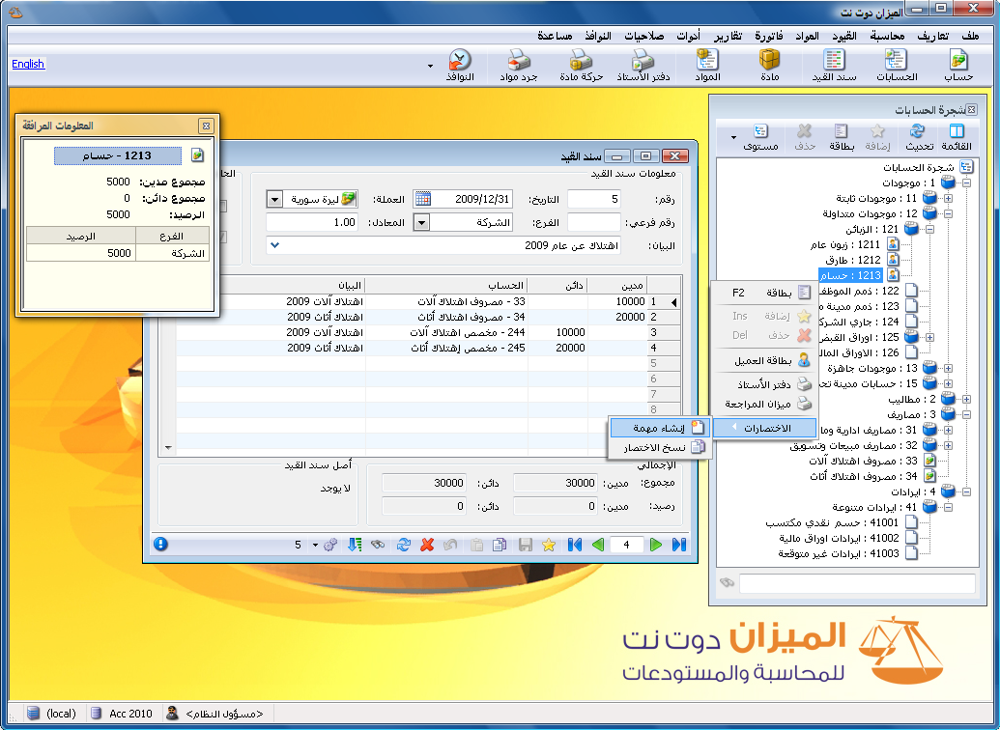 الميزان دوت نت
ملف تعاريف محاسبة القيود المواد فاتورة تقارير أدوات صلاحيات النوافذ مساعدة
حساب الحسابات سند القيد مادة المواد دفتر الأستاذ حركة مادة جرد مواد النوافذ
English
المعلومات المرافقة
1213 - حسام
مجموع مدين: 5000
مجموع دائن: 0
الرصيد: 5000
الفرع الرصيد
الشركة 5000
سند القيد
معلومات سند القيد
رقم: 5 التاريخ: 2009/12/31 العملة: ليرة سورية
رقم فرعي: الفرع: الشركة المعادل: 1.00
البيان: اهتلاك عن عام 2009
مدين دائن الحساب البيان
1 10000 33 - مصروف اهتلاك آلات اهتلاك آلات 2009
2 20000 34 - مصروف اهتلاك أثاث اهتلاك أثاث 2009
3 10000 244 - مخصص إهتلاك آلات اهتلاك آلات 2009
4 20000 245 - مخصص إهتلاك أثاث اهتلاك أثاث 2009
5
6
7
8
الإجمالي
مجموع: مدين: 30000 دائن: 30000
رصيد: مدين: 0 دائن: 0
أصل سند القيد
لا يوجد
4
5
شجرة الحسابات
القائمة تحديث بطاقة إضافة حذف مستوى
شجرة الحسابات
1 : موجودات
11 : موجودات ثابتة
12 : موجودات متداولة
121 : الزبائن
1211 : زبون عام
1212 : طارق
1213 : حسام
122 : ذمم الموظف
123 : ذمم مدينة
124 : جاري الشرك
125 : اوراق القبض
126 : الاوراق المال
13 : موجودات جاهزة
15 : حسابات مدينة تحت
2 : مطاليب
3 : مصاريف
31 : مصاريف ادارية وما
32 : مصاريف مبيعات وتسويق
33 : مصروف اهتلاك آلات
34 : مصروف اهتلاك أثاث
4 : ايرادات
41 : ايرادات متنوعة
41001 : حسم نقدي مكتسب
41002 : ايرادات اوراق مالية
41003 : ايرادات غير متوقعة
بطاقة F2
إضافة Ins
حذف Del
بطاقة العميل
دفتر الأستاذ
ميزان المراجعة
الاختصارات
إنشاء مهمة
نسخ الاختصار
الميزان دوت نت
للمحاسبة والمستودعات
(local) Acc 2010 <مسؤول النظام>